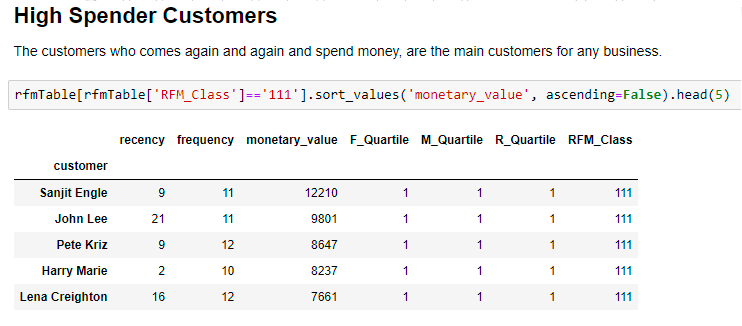 High Spender Customers
The customers who comes again and again and spend money, are the main customers for any business.
rfmTable[rfmTable['RFM_Class']=='111'].sort_values('monetary_value', ascending=False).head(5)
recency frequency monetary_value F_Quartile M_Quartile R_Quartile RFM_Class
customer
Sanjit Engle 9 11 12210 1 1 1 111
John Lee 21 11 9801 1 1 1 111
Pete Kriz 9 12 8647 1 1 1 111
Harry Marie 2 10 8237 1 1 1 111
Lena Creighton 16 12 7661 1 1 1 111